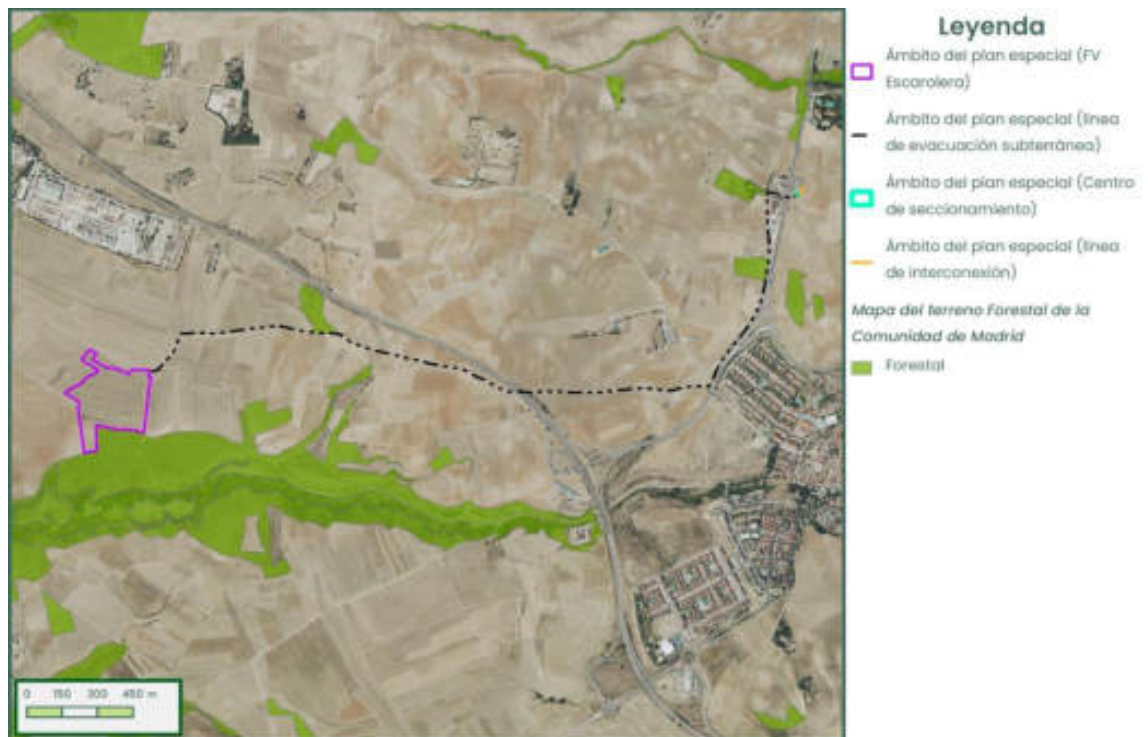 Leyenda
Ámbito del plan especial (FV
Escarolera)
Ámbito del plan especial (línea
de evacuación subterránea)
Ámbito del plan especial (Centro
de seccionamiento)
Ámbito del plan especial (línea
de interconexión)
Mapa del terreno Forestal de la
Comunidad de Madrid
Forestal
0 150 300 450 m